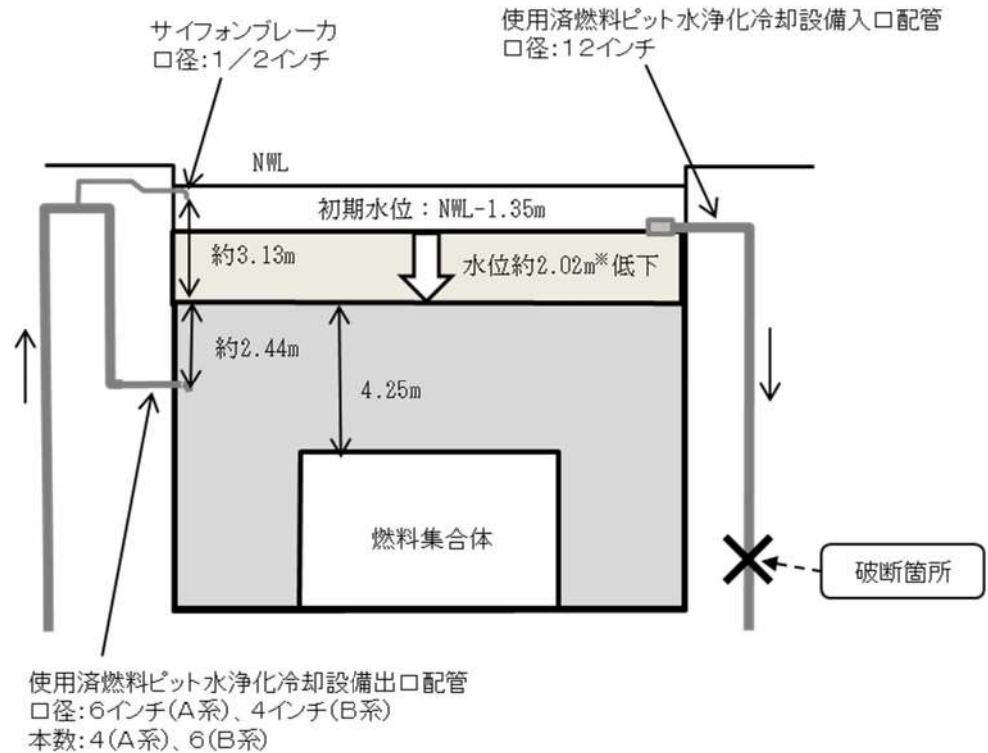 サイフォンブレーカ
口径:1/2インチ
使用済燃料ピット水浄化冷却設備入口配管
口径:12インチ
NWL
初期水位:NWL-1.35m
約3.13m
水位約2.02m※低下
約2.44m
4.25m
燃料集合体
破断箇所
使用済燃料ピット水浄化冷却設備出口配管
口径:6インチ(A系)、4インチ(B系)
本数:4(A系)、6(B系)